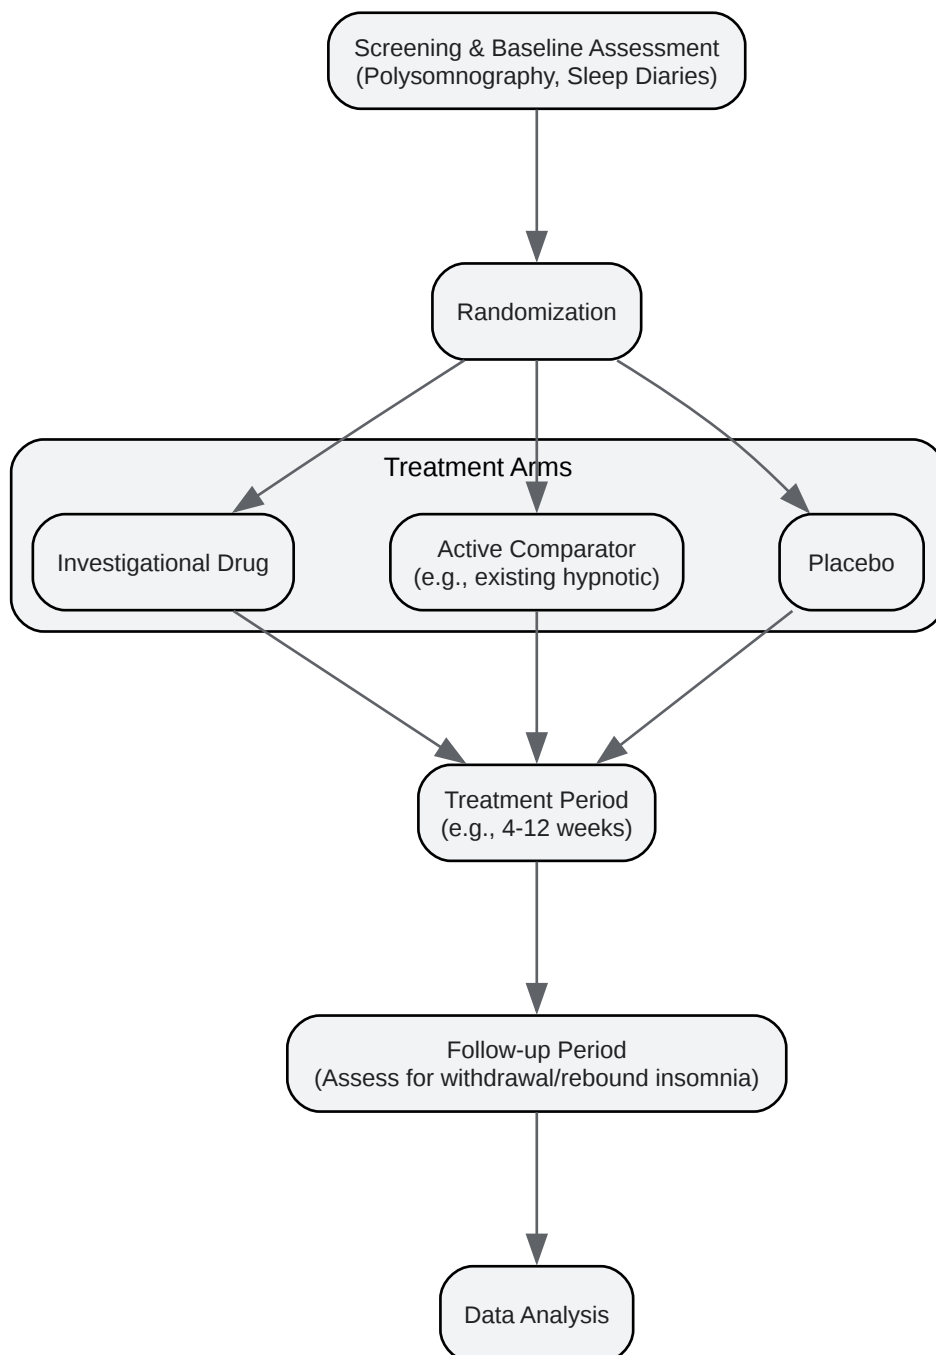 Screening & Baseline Assessment
(Polysomnography, Sleep Diaries)
Randomization
Treatment Arms
Investigational Drug
Active Comparator
(e.g., existing hypnotic)
Placebo
Treatment Period
(e.g., 4-12 weeks)
Follow-up Period
(Assess for withdrawal/rebound insomnia)
Data Analysis